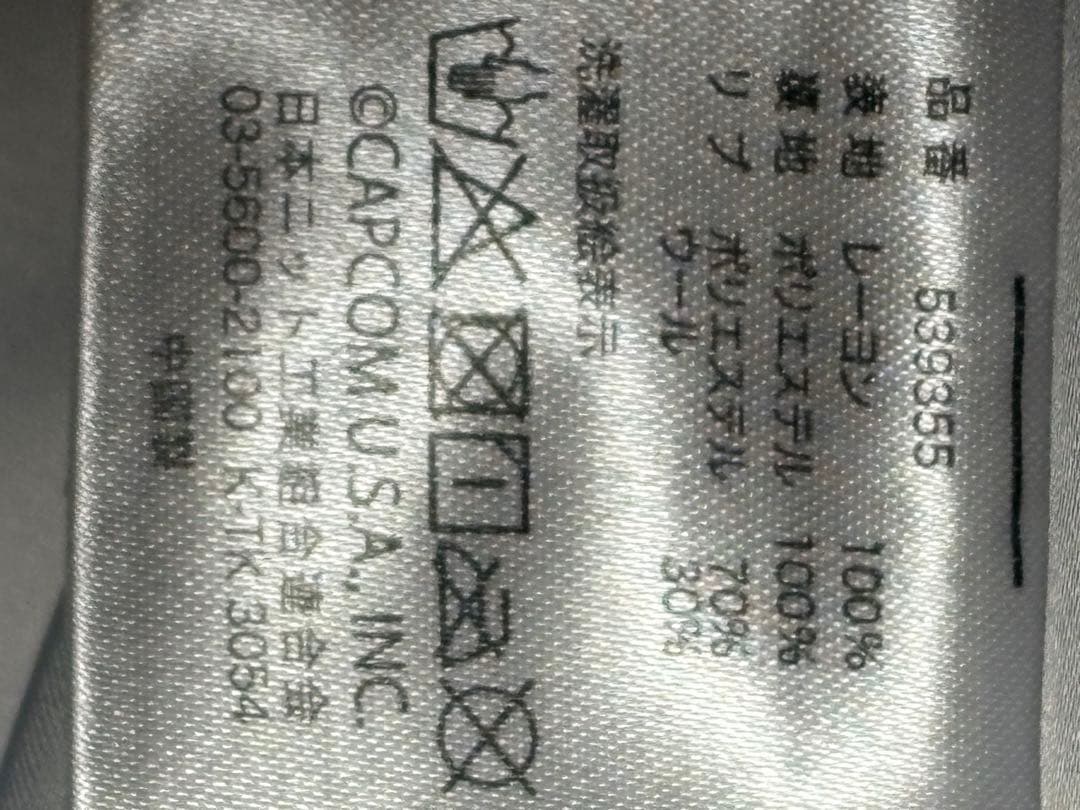 品番 539355
表地 レーヨン 100%
裏地 ポリエステル 100%
リブ ポリエステル 70%
ウール 30%
洗濯取扱絵表示
©CAPCOM U.S.A., INC.
日本ニット工業組合連合会
03-5600-2100 K-TK 3054
中国製